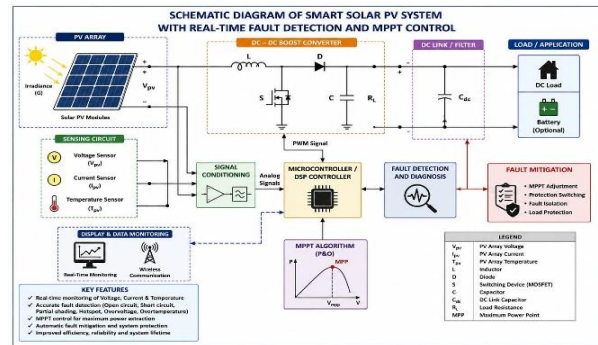 SCHEMATIC DIAGRAM OF SMART SOLAR PV SYSTEM
WITH REAL-TIME FAULT DETECTION AND MPPT CONTROL
PV ARRAY
Irradiance
(G)
Solar PV Modules
+
Vpv
−
DC – DC BOOST CONVERTER
L
D
S
C
RL
DC LINK / FILTER
+
−
Cdc
LOAD / APPLICATION
DC Load
Battery
(Optional)
PWM Signal
SENSING CIRCUIT
V
Voltage Sensor
(Vpv)
I
Current Sensor
(Ipv)
Temperature Sensor
(Tpv)
SIGNAL
CONDITIONING
Analog
Signals
MICROCONTROLLER /
DSP CONTROLLER
FAULT DETECTION
AND DIAGNOSIS
FAULT MITIGATION
• MPPT Adjustment
• Protection Switching
• Fault Isolation
• Load Protection
DISPLAY & DATA MONITORING
Real-Time Monitoring
Wireless
Communication
MPPT ALGORITHM
(P&O)
P
MPP
Vmpp
V
KEY FEATURES
✓ Real-time monitoring of Voltage, Current & Temperature
✓ Accurate fault detection (Open circuit, Short circuit,
Partial shading, Hotspot, Overvoltage, Overtemperature)
✓ MPPT control for maximum power extraction
✓ Automatic fault mitigation and system protection
✓ Improved efficiency, reliability and system lifetime
LEGEND
Vpv PV Array Voltage
Ipv PV Array Current
Tpv PV Array Temperature
L Inductor
D Diode
S Switching Device (MOSFET)
C Capacitor
Cdc DC Link Capacitor
RL Load Resistance
MPP Maximum Power Point